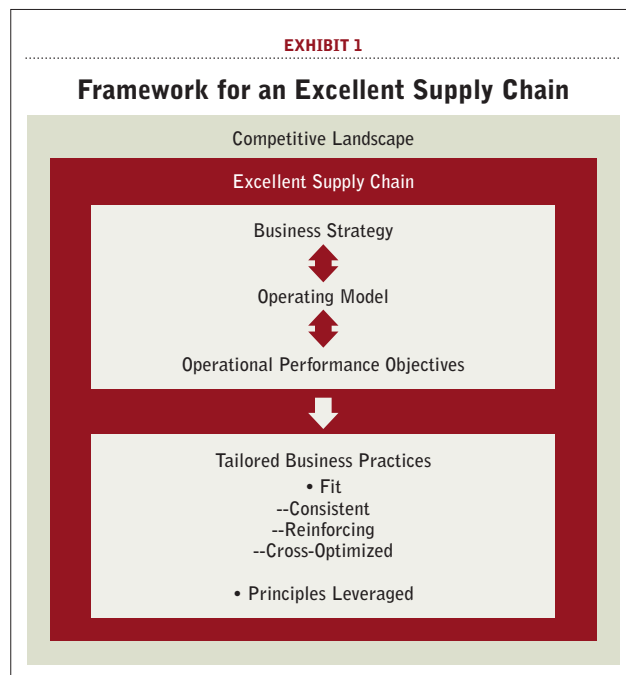 EXHIBIT 1
Framework for an Excellent Supply Chain
Competitive Landscape
Excellent Supply Chain
Business Strategy
Operating Model
Operational Performance Objectives
Tailored Business Practices
• Fit
--Consistent
--Reinforcing
--Cross-Optimized
• Principles Leveraged